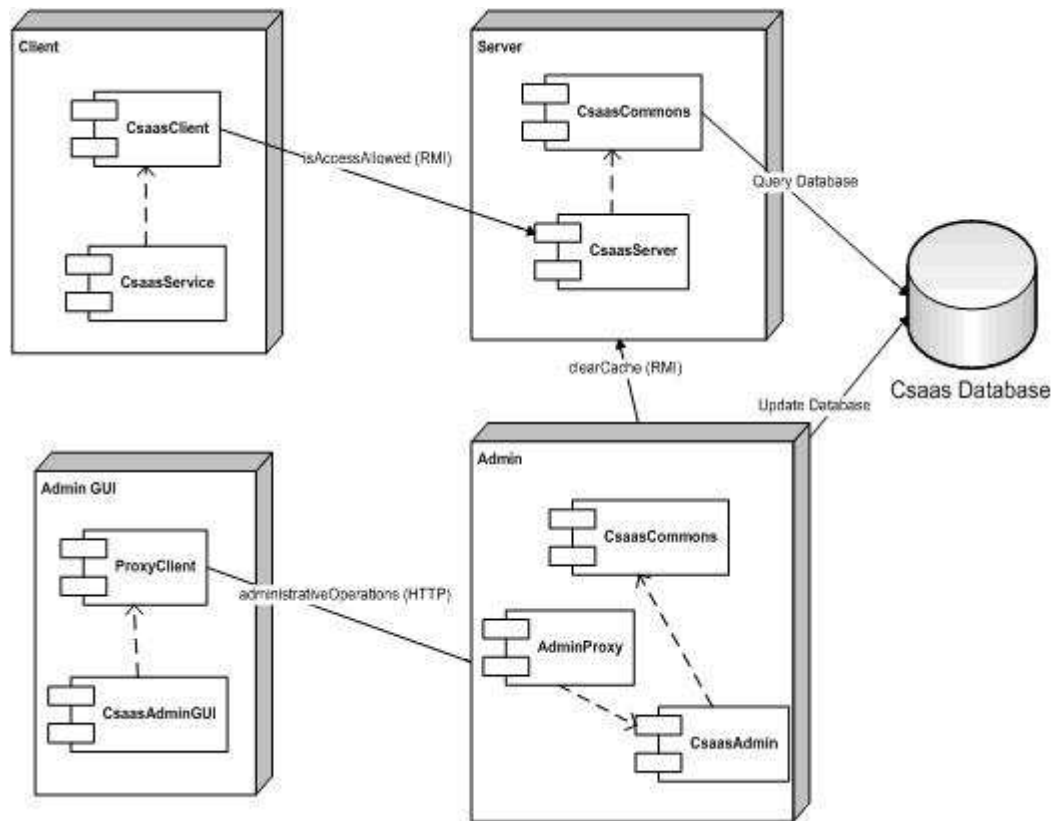 Client
CsaasClient
CsaasService
isAccessAllowed (RMI)
Server
CsaasCommons
CsaasServer
Query Database
Csaas Database
clearCache (RMI)
Update Database
Admin GUI
ProxyClient
CsaasAdminGUI
administrativeOperations (HTTP)
Admin
CsaasCommons
AdminProxy
CsaasAdmin